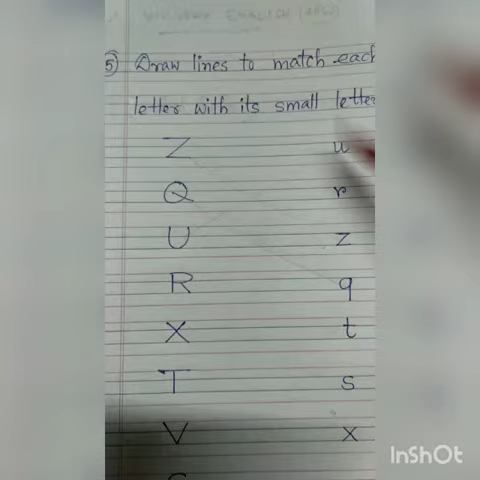 5) Draw lines to match each
letter with its small letter
Z u
Q r
U z
R q
X t
T s
V x
InShOt